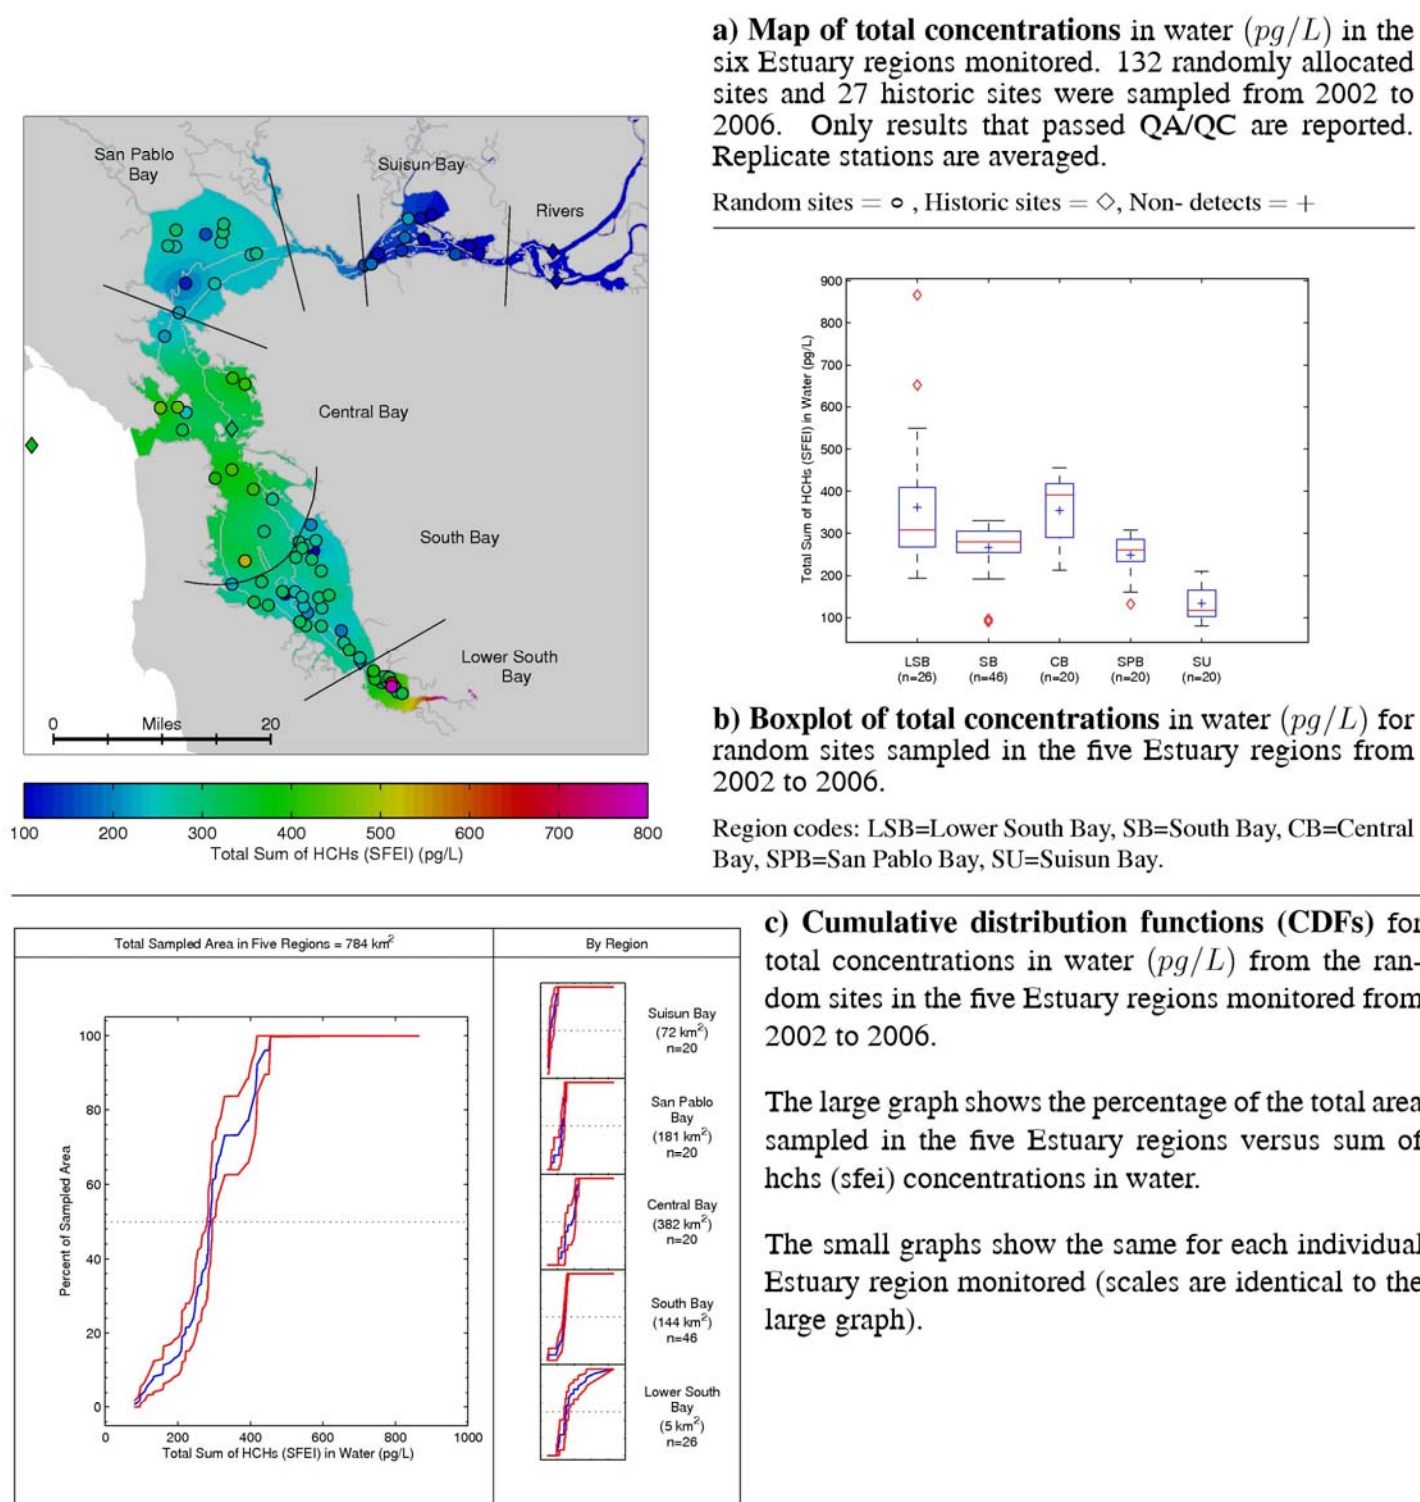 a) Map of total concentrations in water (pg/L) in the
six Estuary regions monitored. 132 randomly allocated
sites and 27 historic sites were sampled from 2002 to
2006. Only results that passed QA/QC are reported.
Replicate stations are averaged.
Random sites = o , Historic sites = ◇, Non- detects = +
San Pablo
Bay
Suisun Bay
Rivers
Central Bay
South Bay
Lower South
Bay
0 Miles 20
100 200 300 400 500 600 700 800
Total Sum of HCHs (SFEI) (pg/L)
900
800
700
600
500
400
300
200
100
Total Sum of HCHs (SFEI) in Water (pg/L)
LSB SB CB SPB SU
(n=26) (n=46) (n=20) (n=20) (n=20)
b) Boxplot of total concentrations in water (pg/L) for
random sites sampled in the five Estuary regions from
2002 to 2006.
Region codes: LSB=Lower South Bay, SB=South Bay, CB=Central
Bay, SPB=San Pablo Bay, SU=Suisun Bay.
Total Sampled Area in Five Regions = 784 km²
By Region
100
80
60
40
20
0
Percent of Sampled Area
0 200 400 600 800 1000
Total Sum of HCHs (SFEI) in Water (pg/L)
Suisun Bay
(72 km²)
n=20
San Pablo
Bay
(181 km²)
n=20
Central Bay
(382 km²)
n=20
South Bay
(144 km²)
n=46
Lower South
Bay
(5 km²)
n=26
c) Cumulative distribution functions (CDFs) for
total concentrations in water (pg/L) from the ran-
dom sites in the five Estuary regions monitored from
2002 to 2006.
The large graph shows the percentage of the total area
sampled in the five Estuary regions versus sum of
hchs (sfei) concentrations in water.
The small graphs show the same for each individual
Estuary region monitored (scales are identical to the
large graph).